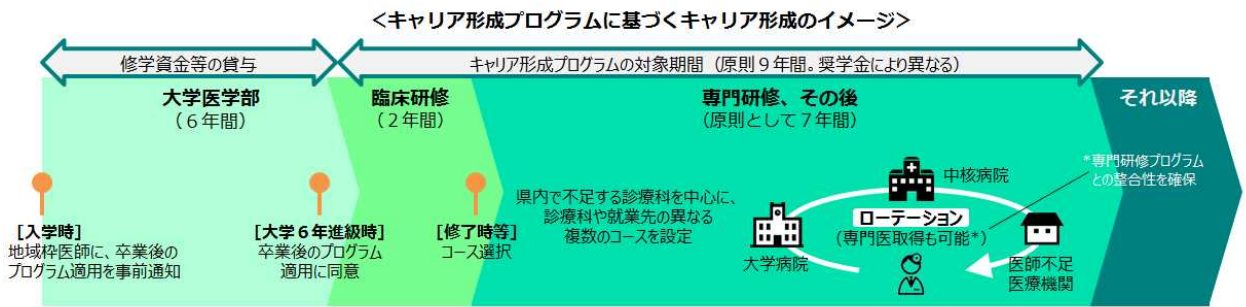 ＜キャリア形成プログラムに基づくキャリア形成のイメージ＞
修学資金等の貸与
キャリア形成プログラムの対象期間（原則９年間。奨学金により異なる）
大学医学部
（６年間）
臨床研修
（２年間）
専門研修、その後
（原則として７年間）
それ以降
[入学時]
地域枠医師に、卒業後の
プログラム適用を事前通知
[大学６年進級時]
卒業後のプログラム
適用に同意
[修了時等]
コース選択
県内で不足する診療科を中心に、
診療科や就業先の異なる
複数のコースを設定
中核病院
ローテーション
（専門医取得も可能*）
大学病院
医師不足
医療機関
*専門研修プログラム
との整合性を確保